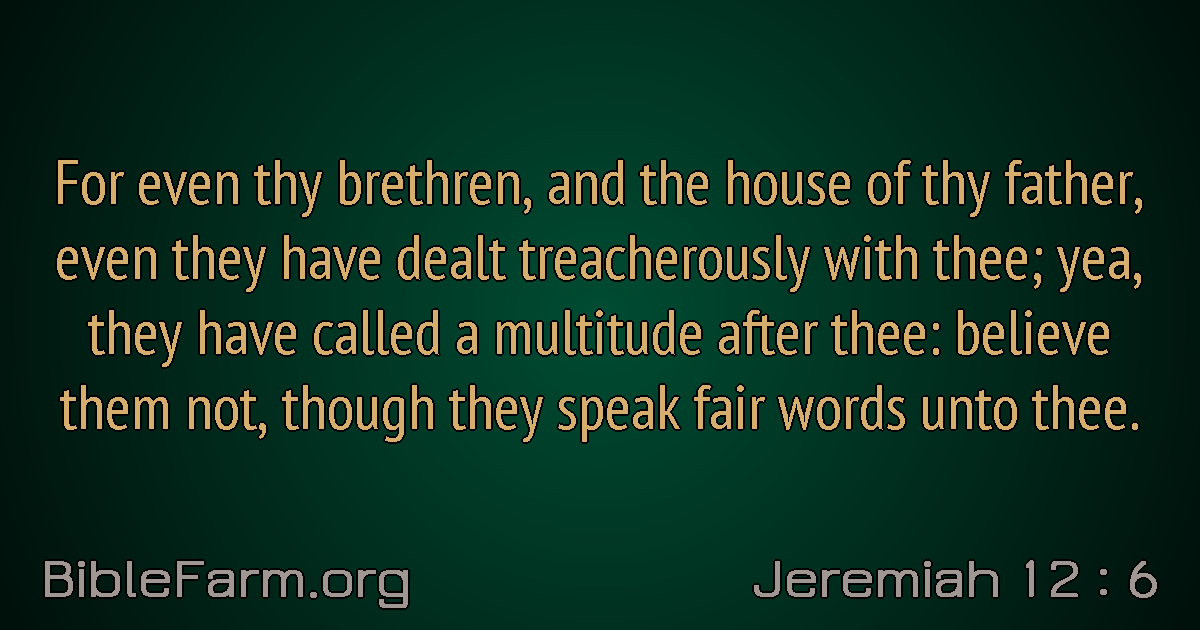 For even thy brethren, and the house of thy father,
even they have dealt treacherously with thee; yea,
they have called a multitude after thee: believe
them not, though they speak fair words unto thee.
BibleFarm.org
Jeremiah 12 : 6